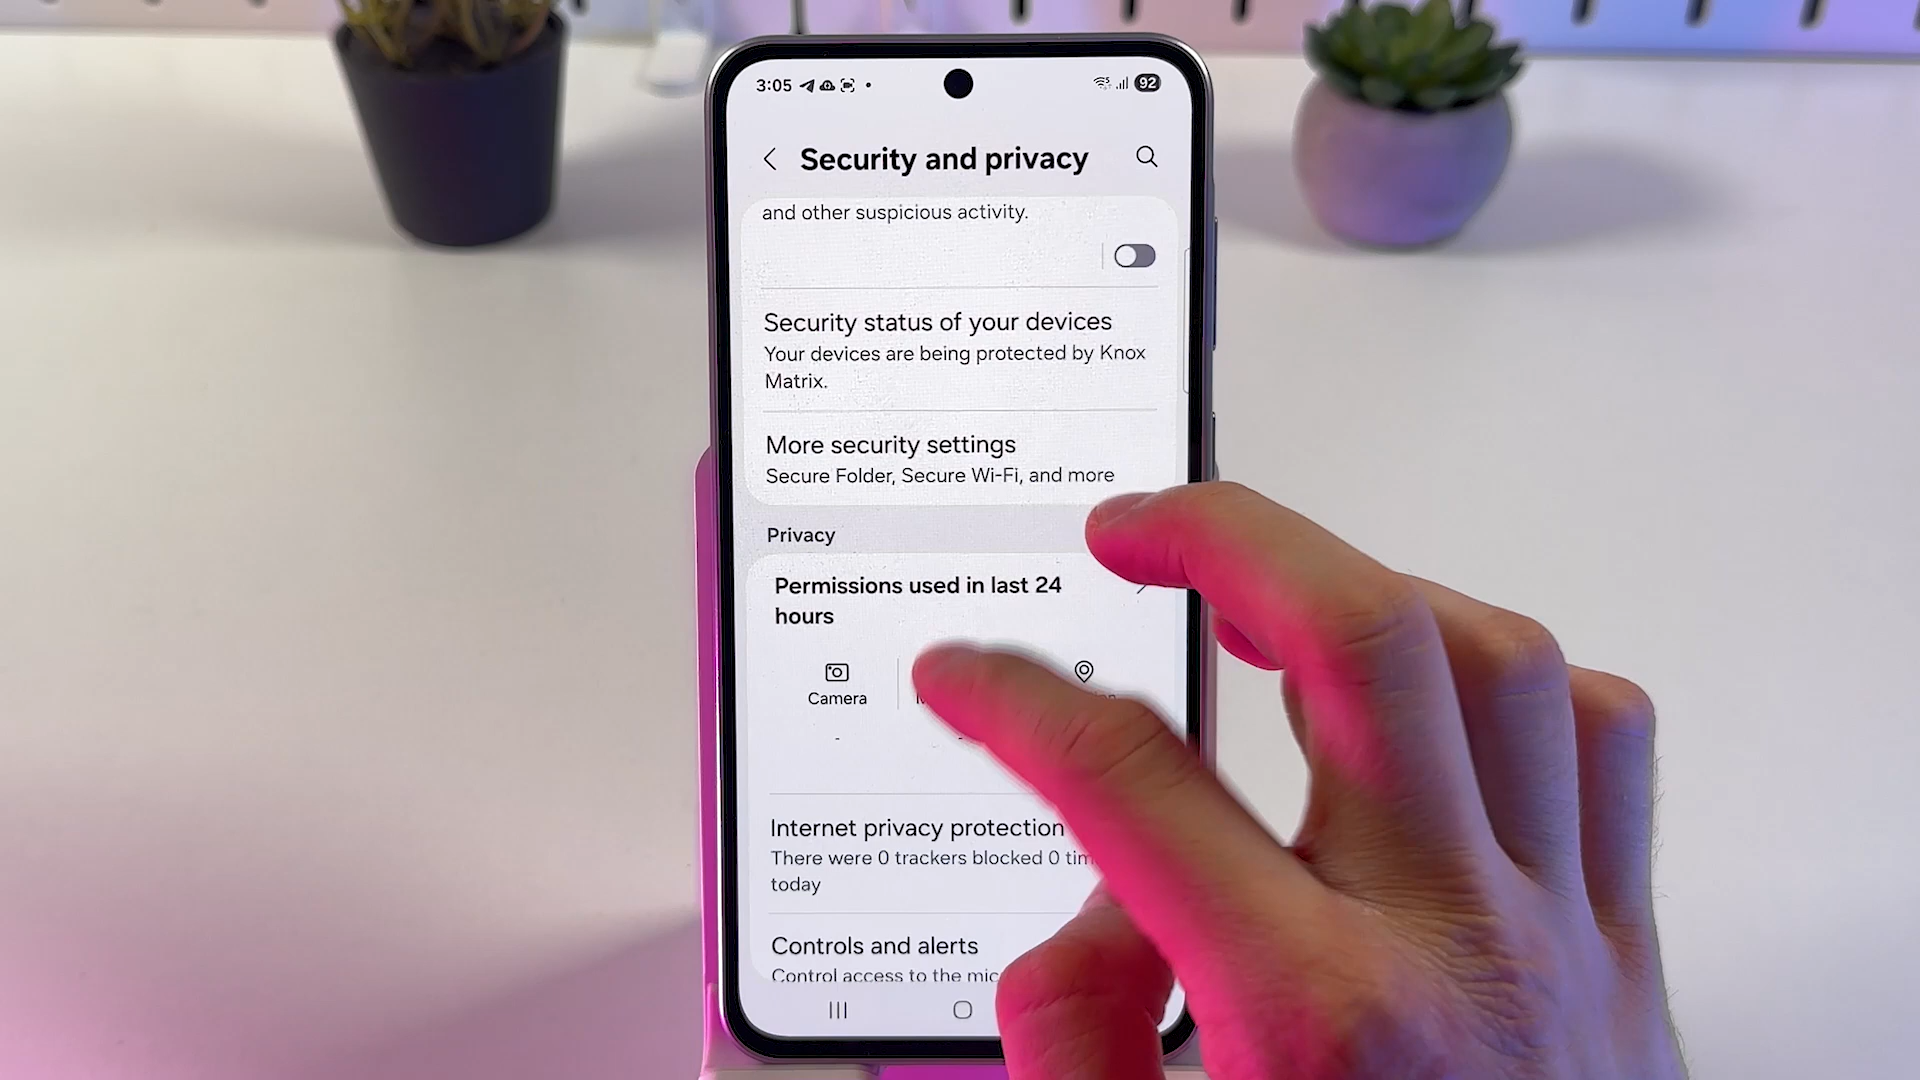 3:05
92
Security and privacy
and other suspicious activity.
Security status of your devices
Your devices are being protected by Knox
Matrix.
More security settings
Secure Folder, Secure Wi-Fi, and more
Privacy
Permissions used in last 24
hours
Camera
Internet privacy protection
There were 0 trackers blocked 0
today
Controls and alerts
Control access to the